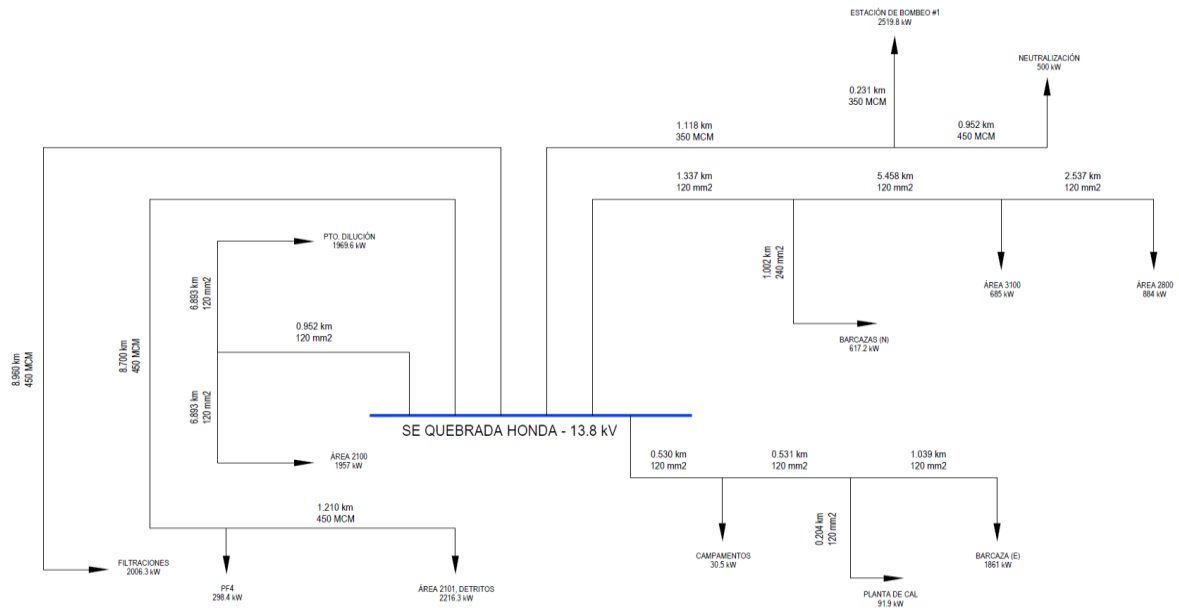 ESTACIÓN DE BOMBEO #1
2519.8 kW
NEUTRALIZACIÓN
500 kW
0.231 km
350 MCM
1.118 km
350 MCM
0.952 km
450 MCM
1.337 km
120 mm2
5.458 km
120 mm2
2.537 km
120 mm2
PTO. DILUCIÓN
1969.6 kW
1.002 km
240 mm2
6.893 km
120 mm2
ÁREA 3100
685 kW
ÁREA 2800
884 kW
0.952 km
120 mm2
BARCAZAS (N)
617.2 kW
8.960 km
450 MCM
8.700 km
450 MCM
6.893 km
120 mm2
SE QUEBRADA HONDA - 13.8 kV
ÁREA 2100
1957 kW
0.530 km
120 mm2
0.531 km
120 mm2
1.039 km
120 mm2
1.210 km
450 MCM
0.204 km
120 mm2
FILTRACIONES
2006.3 kW
PF4
298.4 kW
ÁREA 2101, DETRITOS
2216.3 kW
CAMPAMENTOS
30.5 kW
BARCAZA (E)
1861 kW
PLANTA DE CAL
91.9 kW